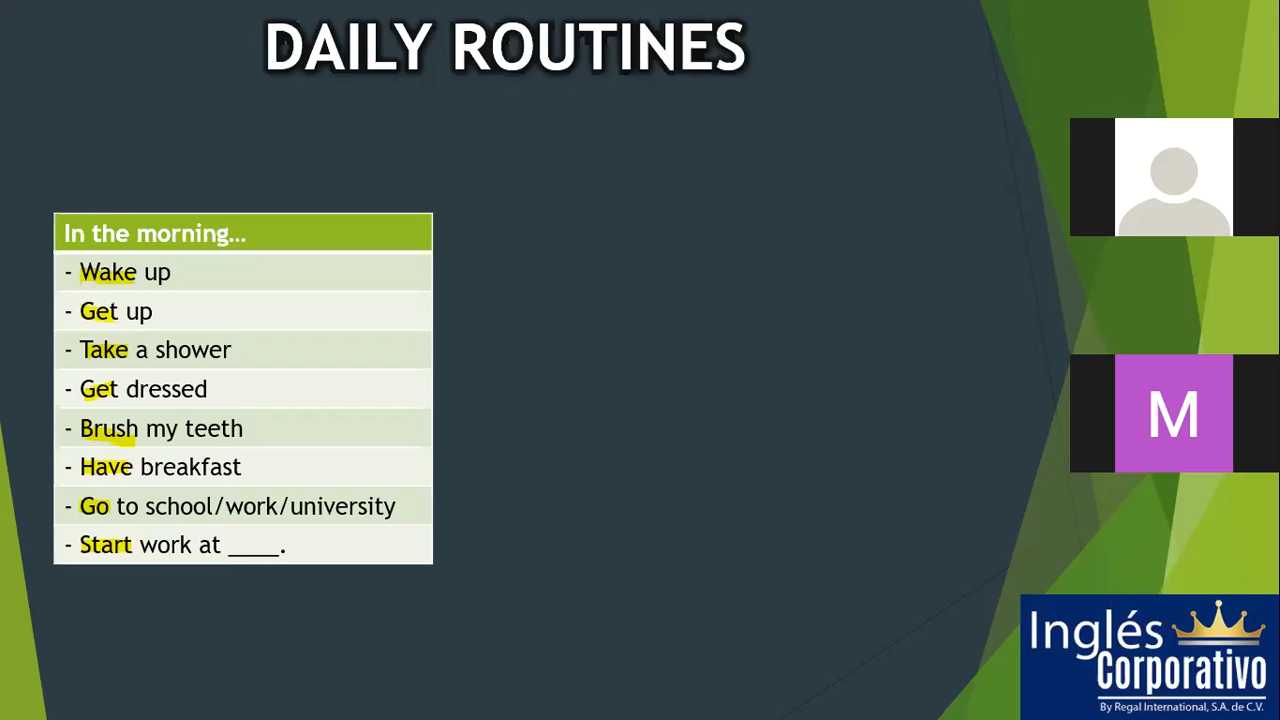 DAILY ROUTINES
In the morning...
- Wake up
- Get up
- Take a shower
- Get dressed
- Brush my teeth
- Have breakfast
- Go to school/work/university
- Start work at ____.
M
Inglés
Corporativo
By Regal International, S.A. de C.V.